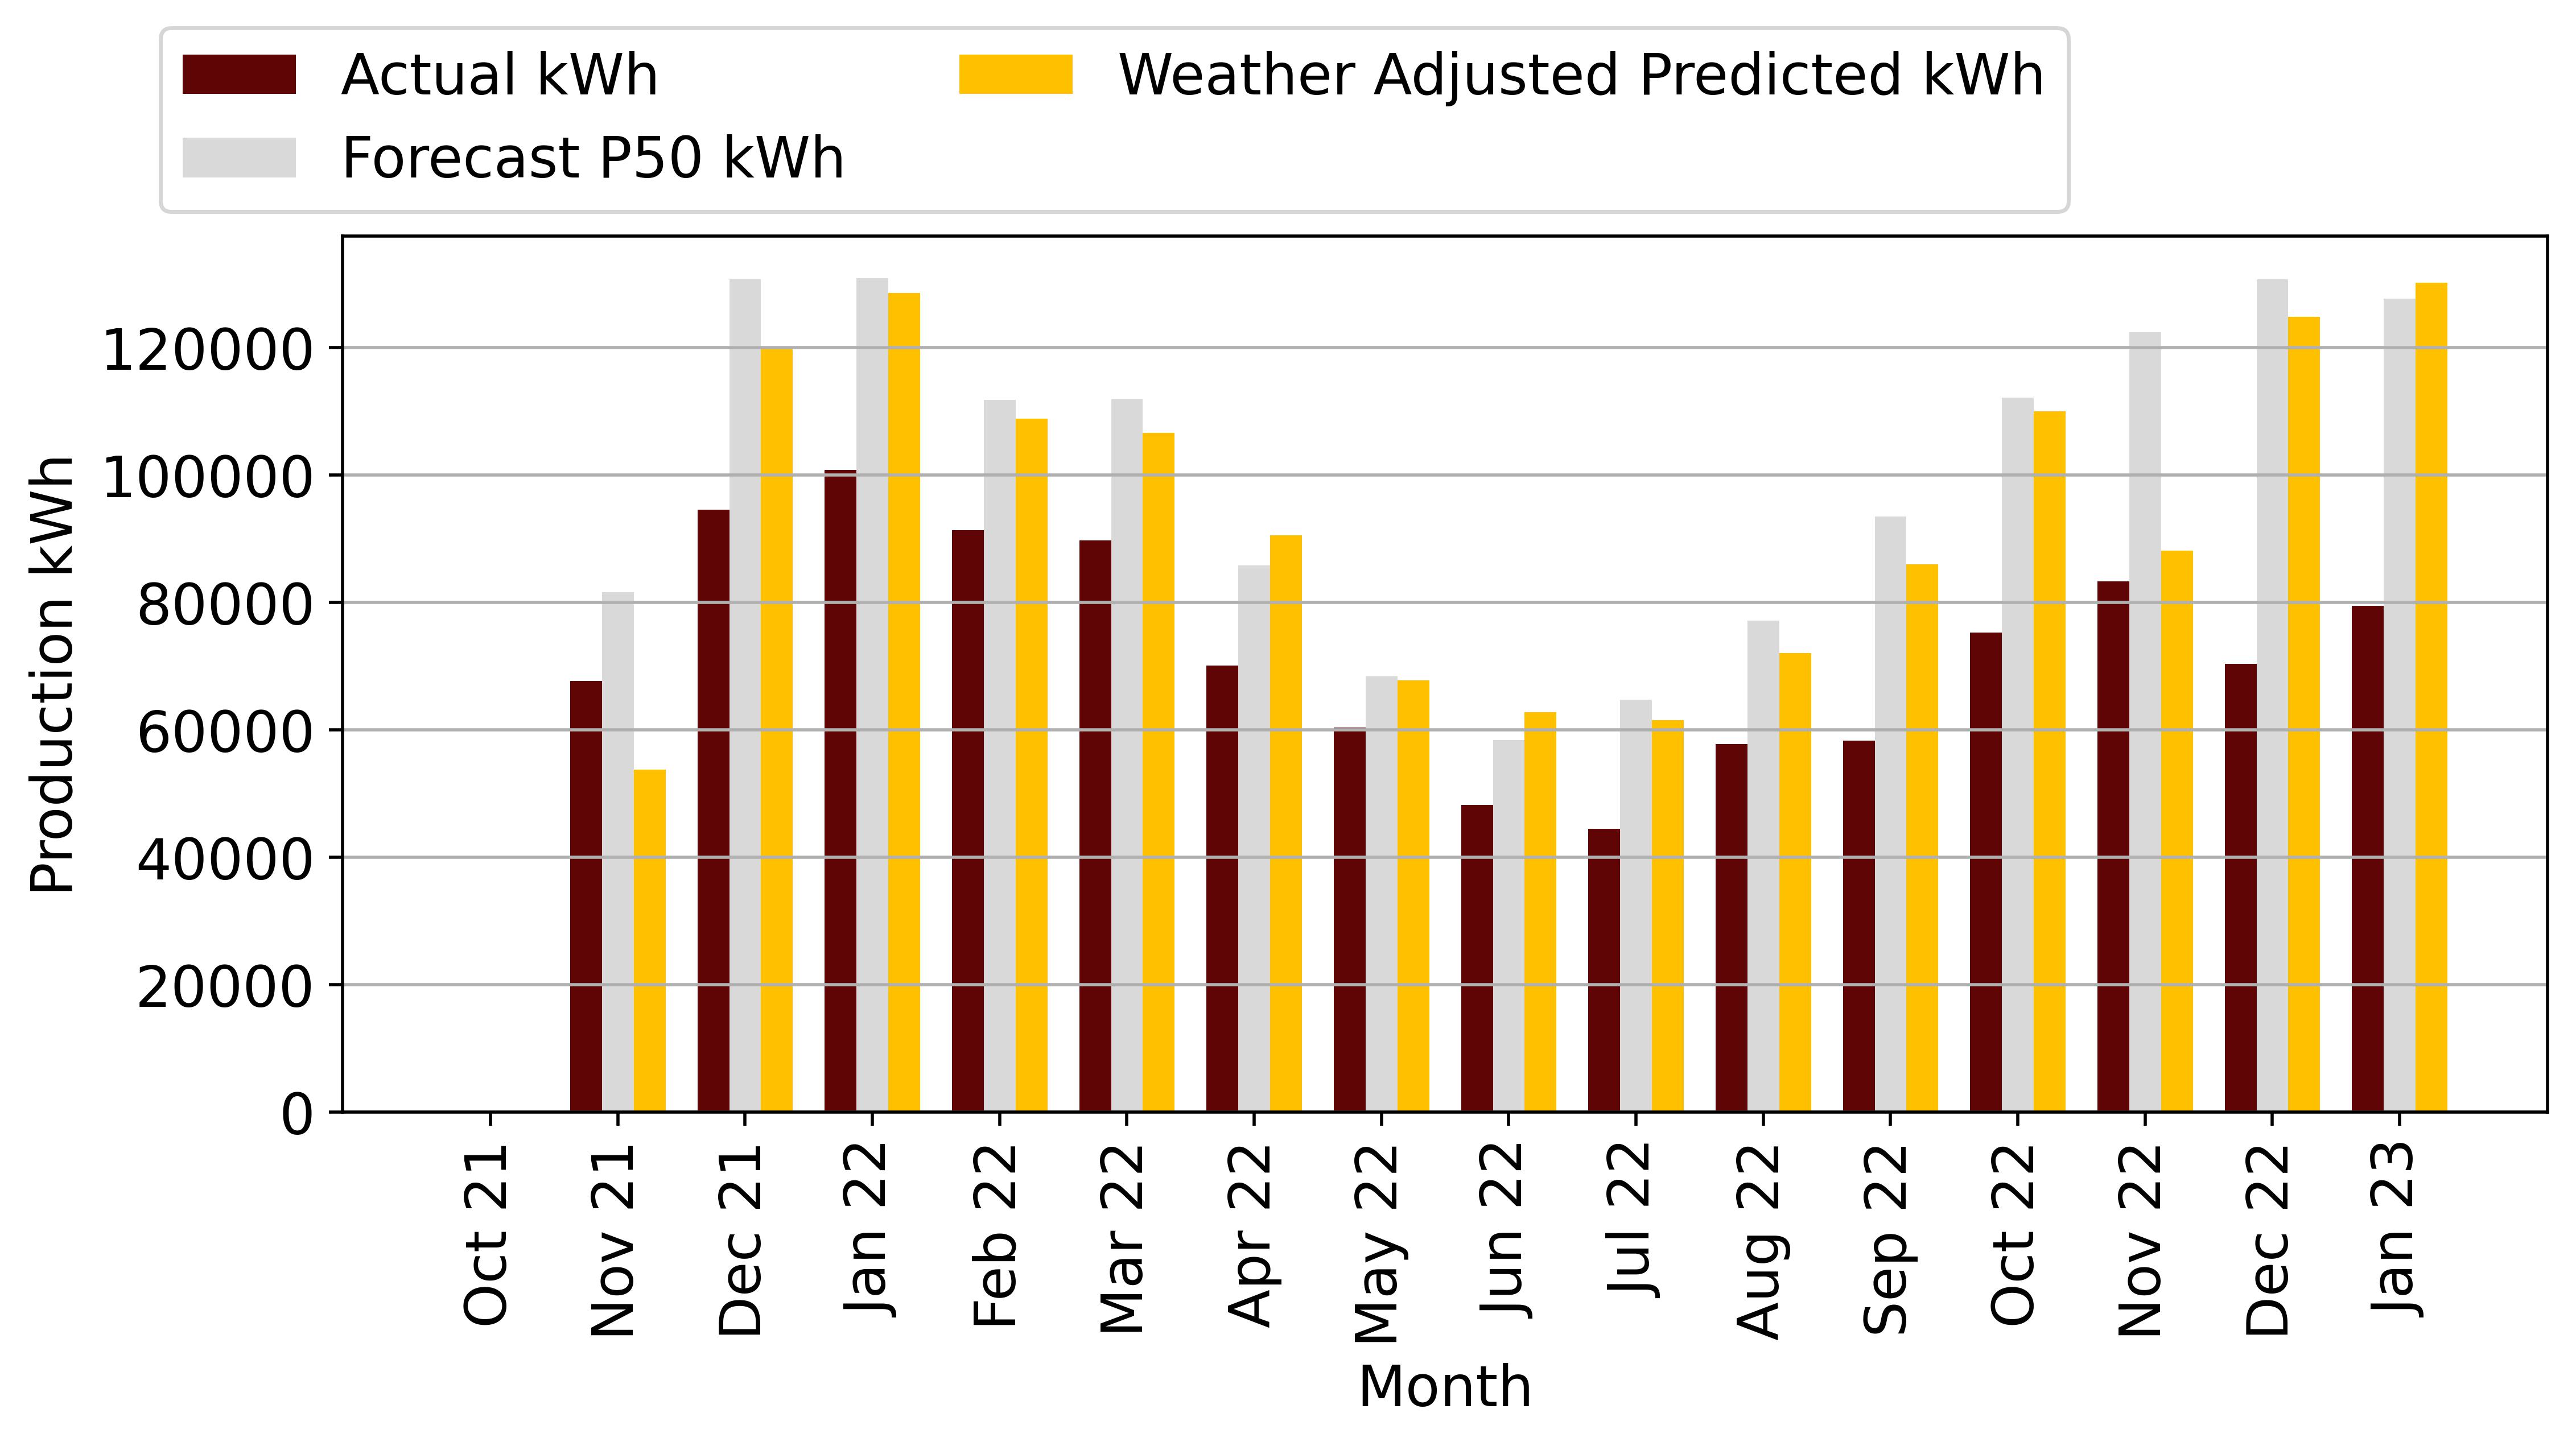 Actual kWh
Weather Adjusted Predicted kWh
Forecast P50 kWh
Production kWh
120000
100000
80000
60000
40000
20000
0
Oct 21
Nov 21
Dec 21
Jan 22
Feb 22
Mar 22
Apr 22
May 22
Jun 22
Jul 22
Aug 22
Sep 22
Oct 22
Nov 22
Dec 22
Jan 23
Month